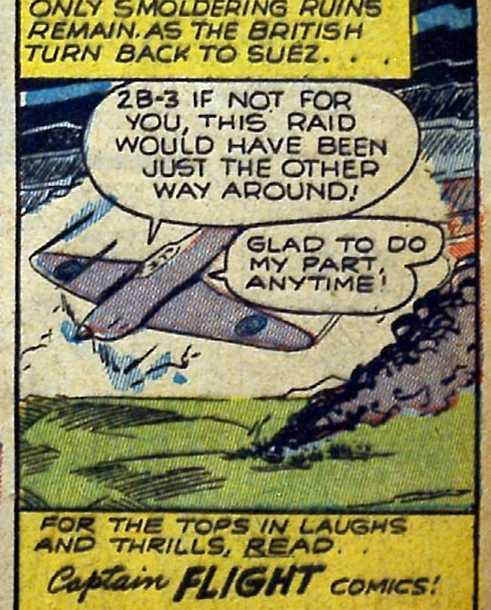 ONLY SMOLDERING RUINS
REMAIN. AS THE BRITISH
TURN BACK TO SUEZ. . . .
2B-3 IF NOT FOR
YOU, THIS RAID
WOULD HAVE BEEN
JUST THE OTHER
WAY AROUND!
GLAD TO DO
MY PART,
ANYTIME!
FOR THE TOPS IN LAUGHS
AND THRILLS, READ. . .
Captain FLIGHT COMICS!